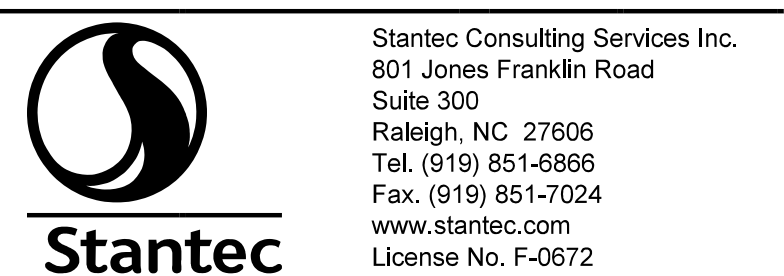 Stantec
Stantec Consulting Services Inc.
801 Jones Franklin Road
Suite 300
Raleigh, NC  27606
Tel. (919) 851-6866
Fax. (919) 851-7024
www.stantec.com
License No. F-0672